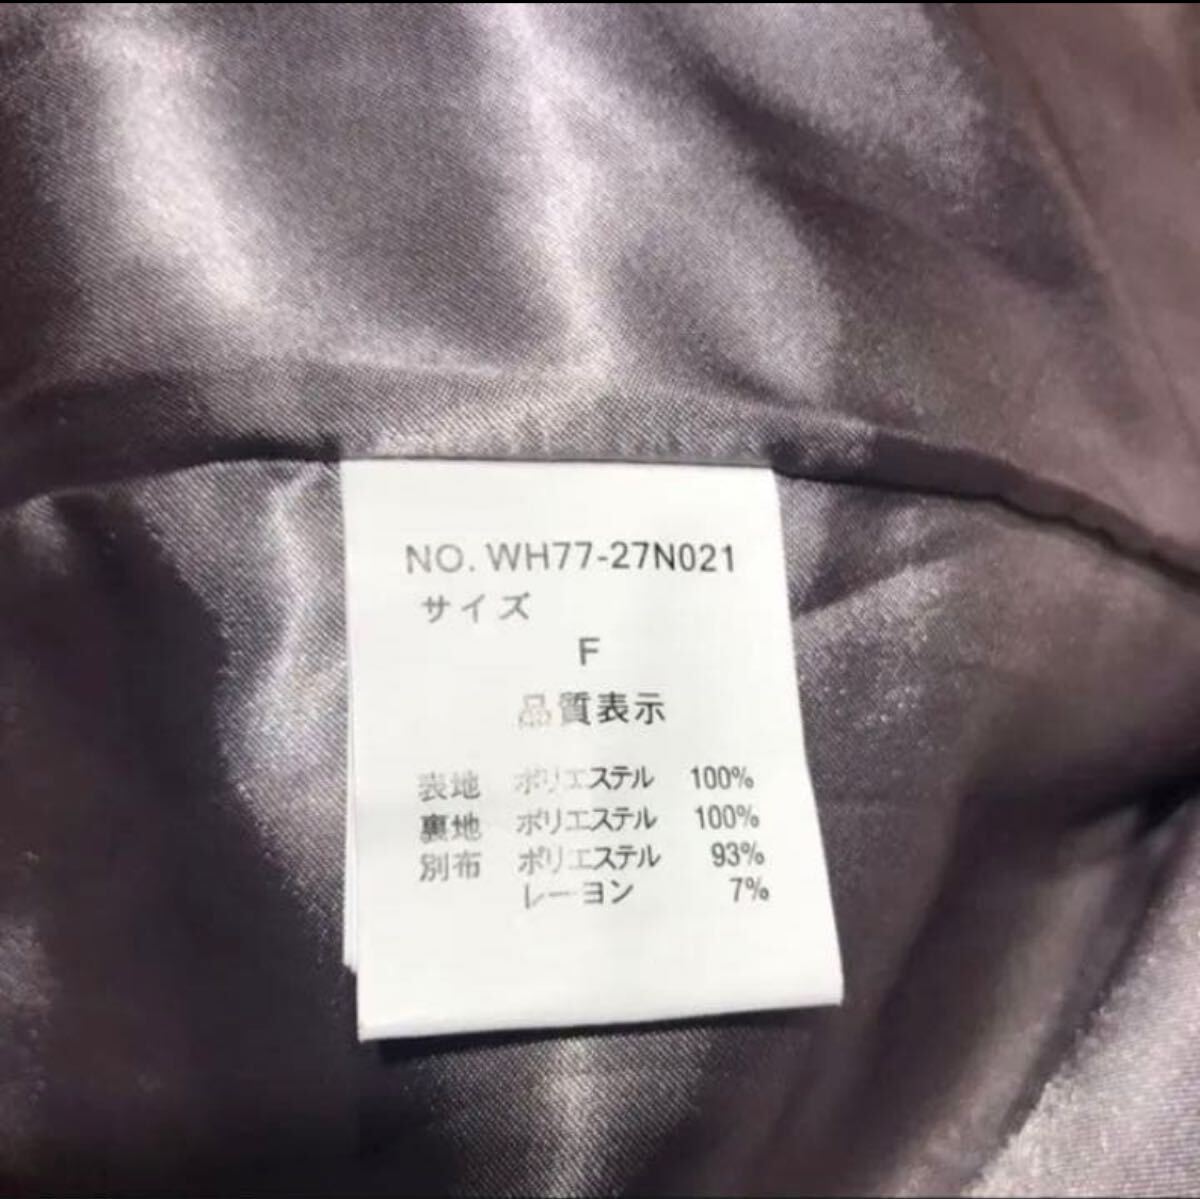 NO. WH77-27N021
サイズ
F
品質表示
表地 ポリエステル 100%
裏地 ポリエステル 100%
別布 ポリエステル 93%
レーヨン 7%